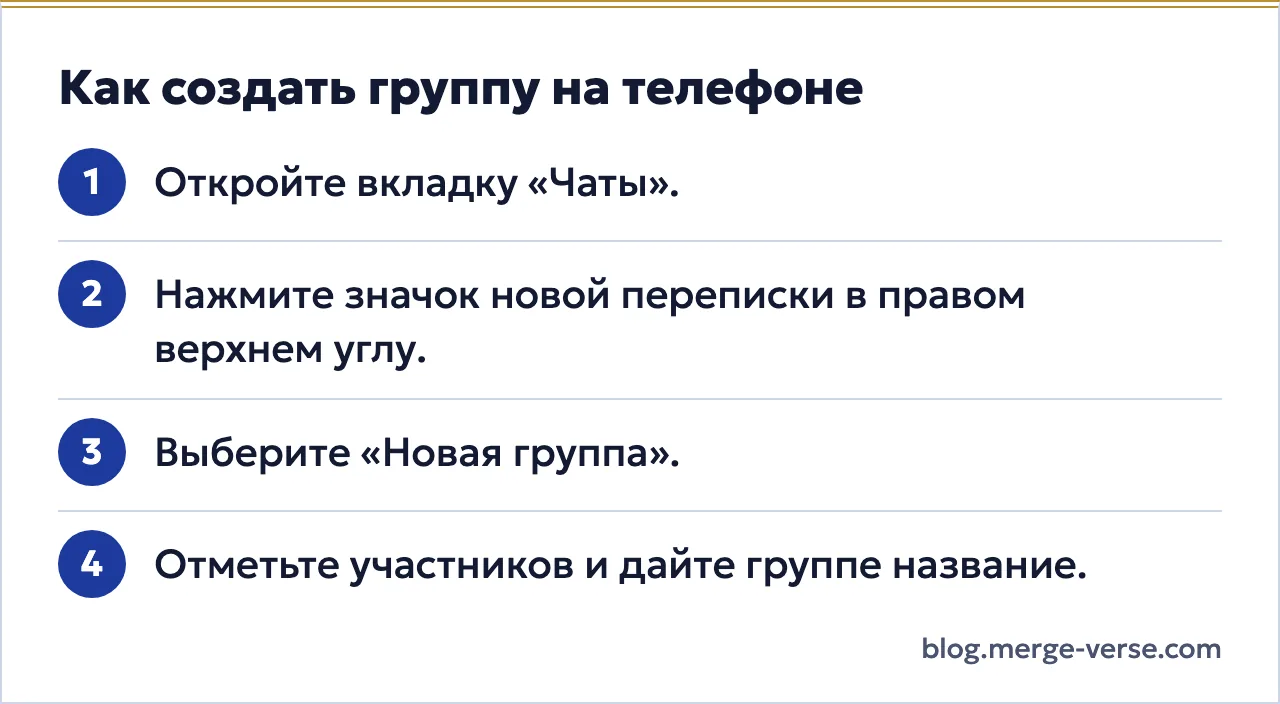 Как создать группу на телефоне
1 Откройте вкладку «Чаты».
2 Нажмите значок новой переписки в правом
верхнем углу.
3 Выберите «Новая группа».
4 Отметьте участников и дайте группе название.
blog.merge-verse.com